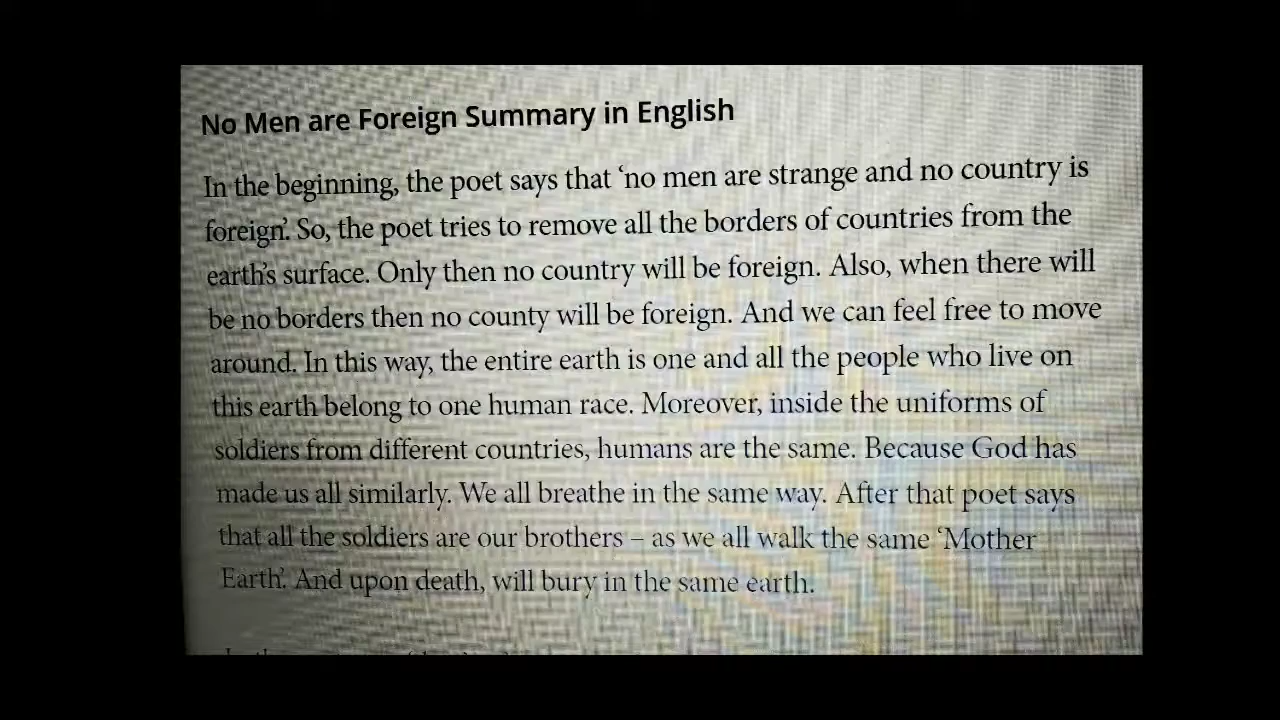 No Men are Foreign Summary in English
In the beginning, the poet says that ‘no men are strange and no country is
foreign’. So, the poet tries to remove all the borders of countries from the
earth’s surface. Only then no country will be foreign. Also, when there will
be no borders then no county will be foreign. And we can feel free to move
around. In this way, the entire earth is one and all the people who live on
this earth belong to one human race. Moreover, inside the uniforms of
soldiers from different countries, humans are the same. Because God has
made us all similarly. We all breathe in the same way. After that poet says
that all the soldiers are our brothers – as we all walk the same ‘Mother
Earth’. And upon death, will bury in the same earth.